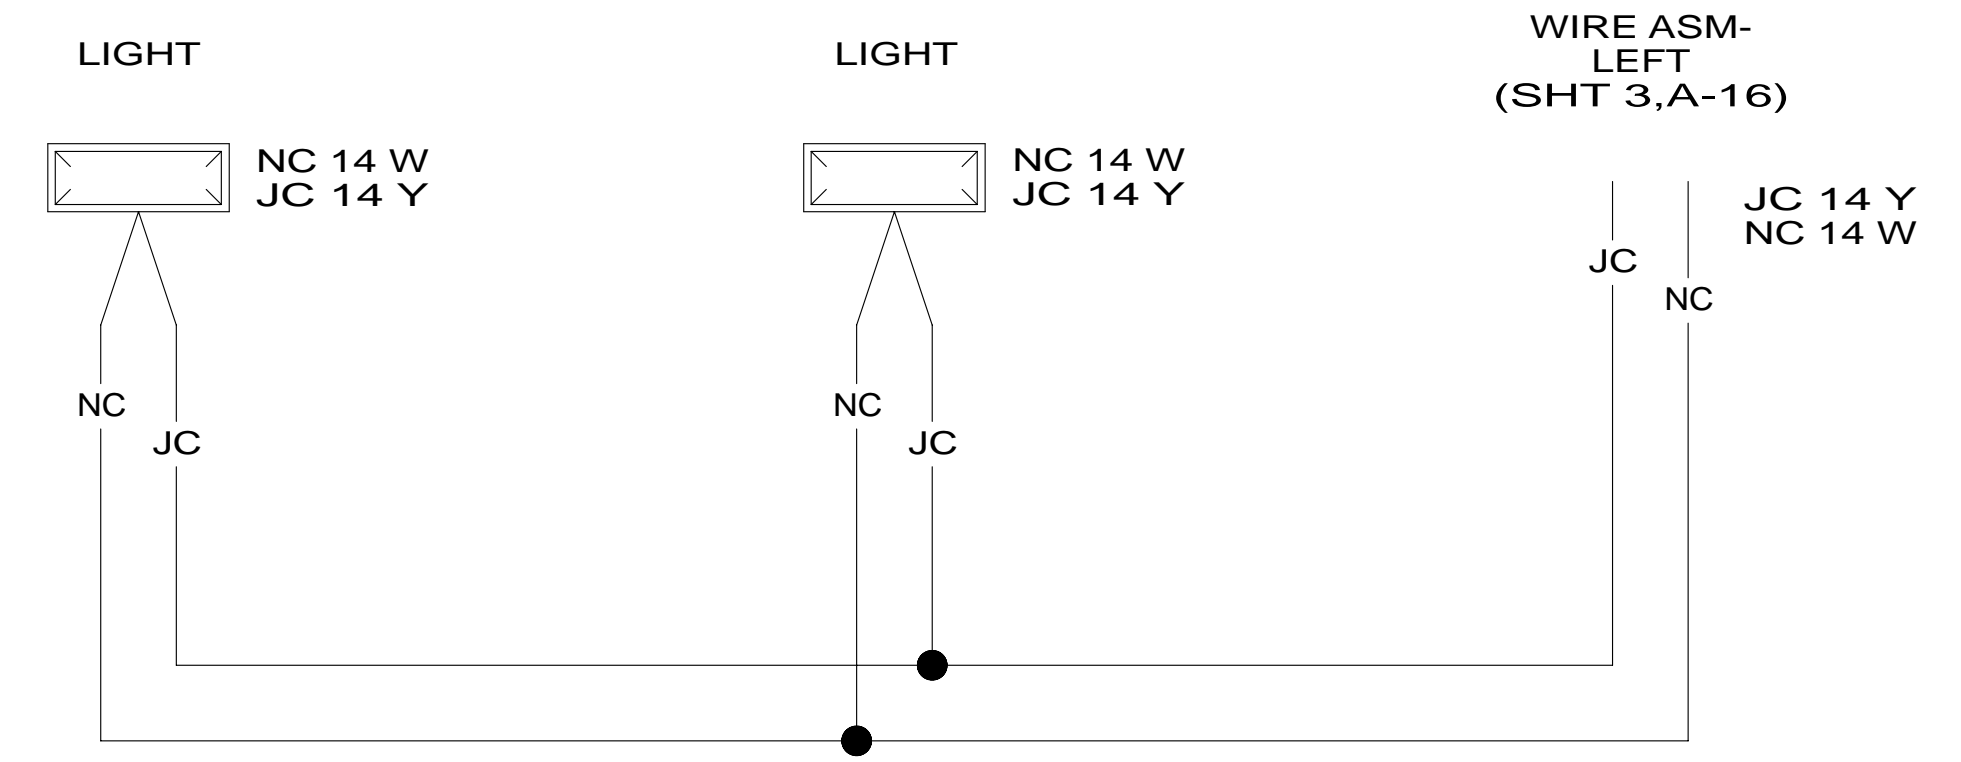 LIGHT
NC 14 W
JC 14 Y
NC
JC
LIGHT
NC 14 W
JC 14 Y
NC
JC
WIRE ASM-
LEFT
(SHT 3,A-16)
JC 14 Y
NC 14 W
JC
NC